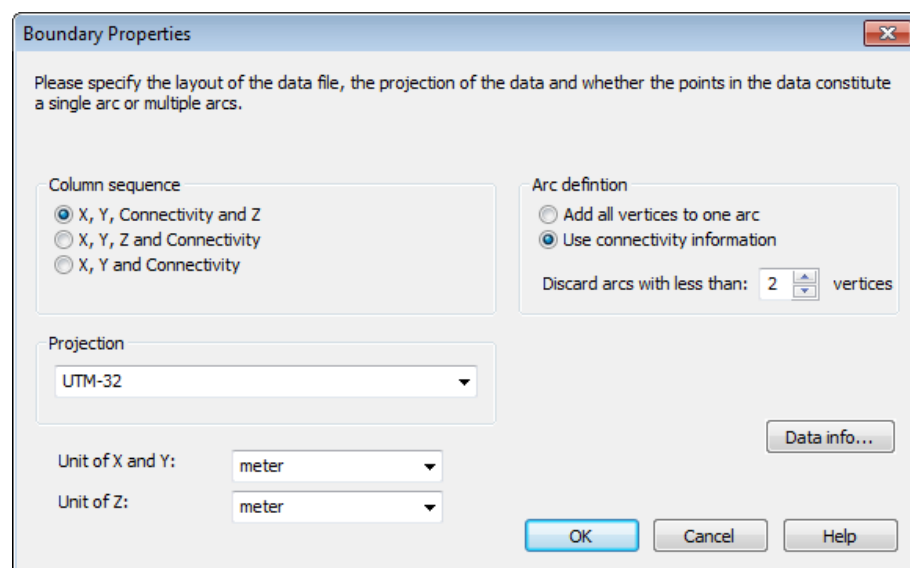 Boundary Properties
Please specify the layout of the data file, the projection of the data and whether the points in the data constitute
a single arc or multiple arcs.
Column sequence
X, Y, Connectivity and Z
X, Y, Z and Connectivity
X, Y and Connectivity
Arc defintion
Add all vertices to one arc
Use connectivity information
Discard arcs with less than: 2 vertices
Projection
UTM-32
Data info...
Unit of X and Y: meter
Unit of Z: meter
OK Cancel Help